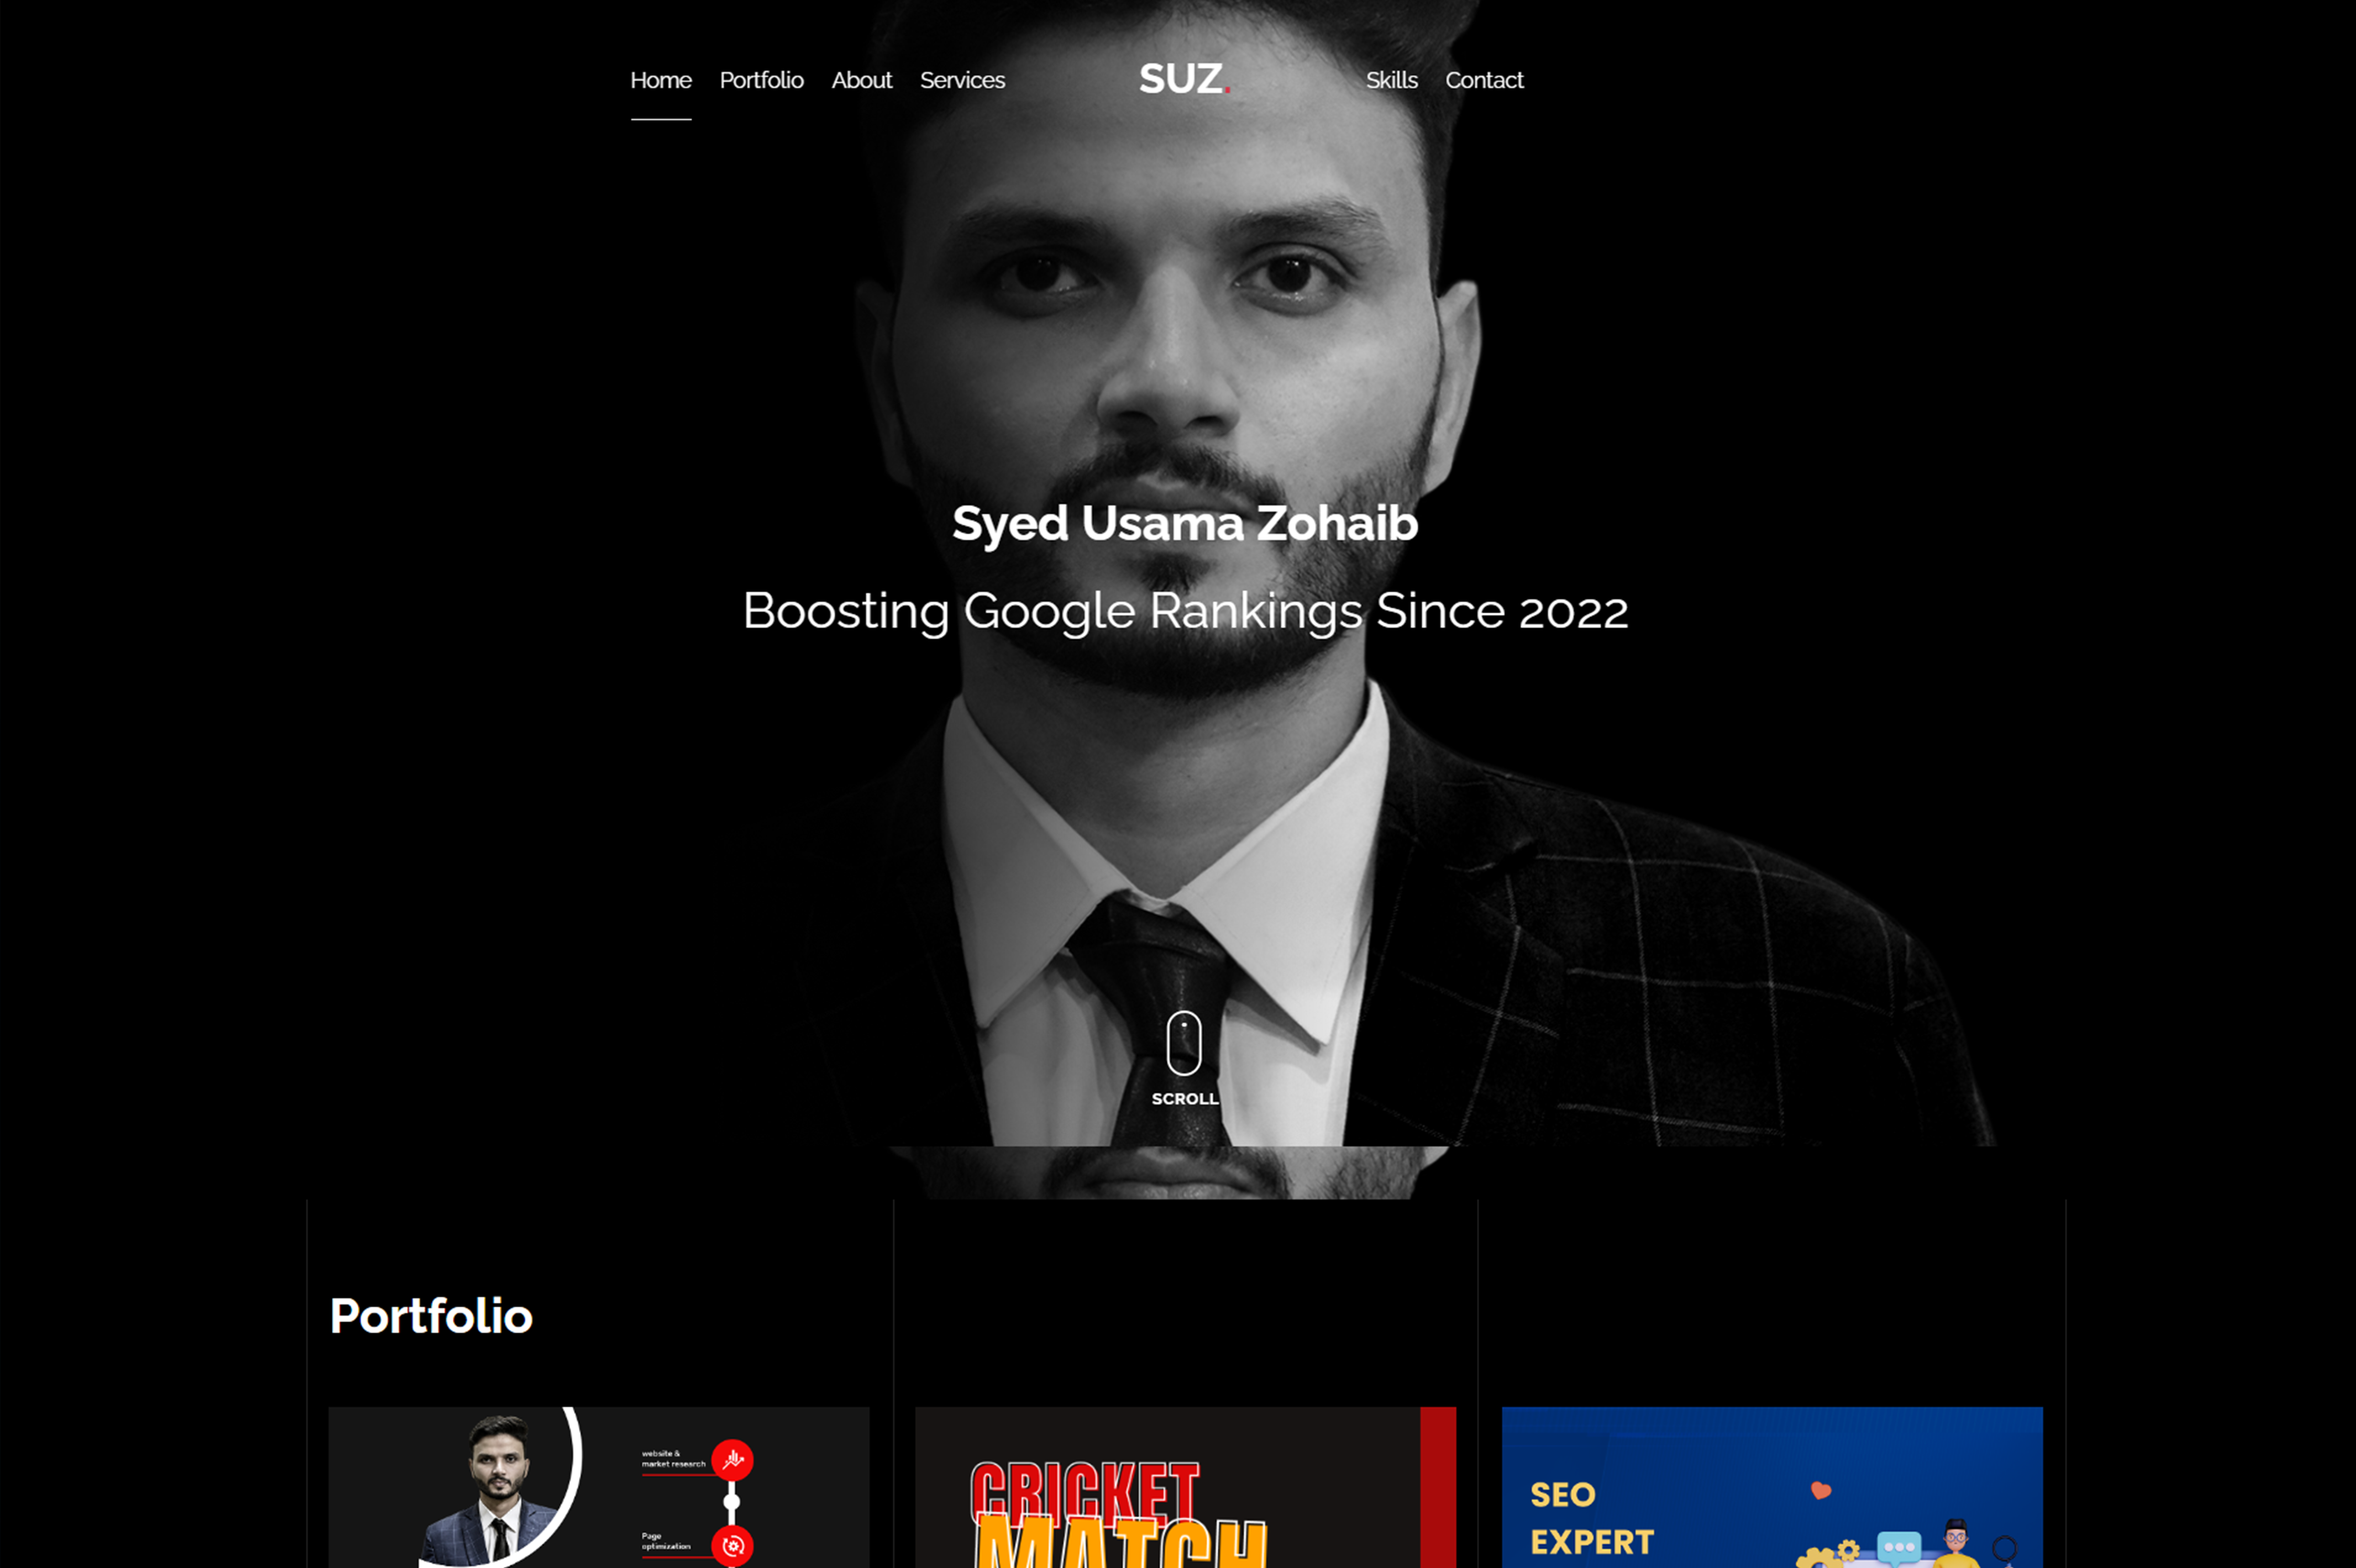 Home Portfolio About Services SUZ. Skills Contact
Syed Usama Zohaib
Boosting Google Rankings Since 2022
SCROLL
Portfolio
website &
market research
Page
optimization
CRICKET
MATCH
SEO
EXPERT